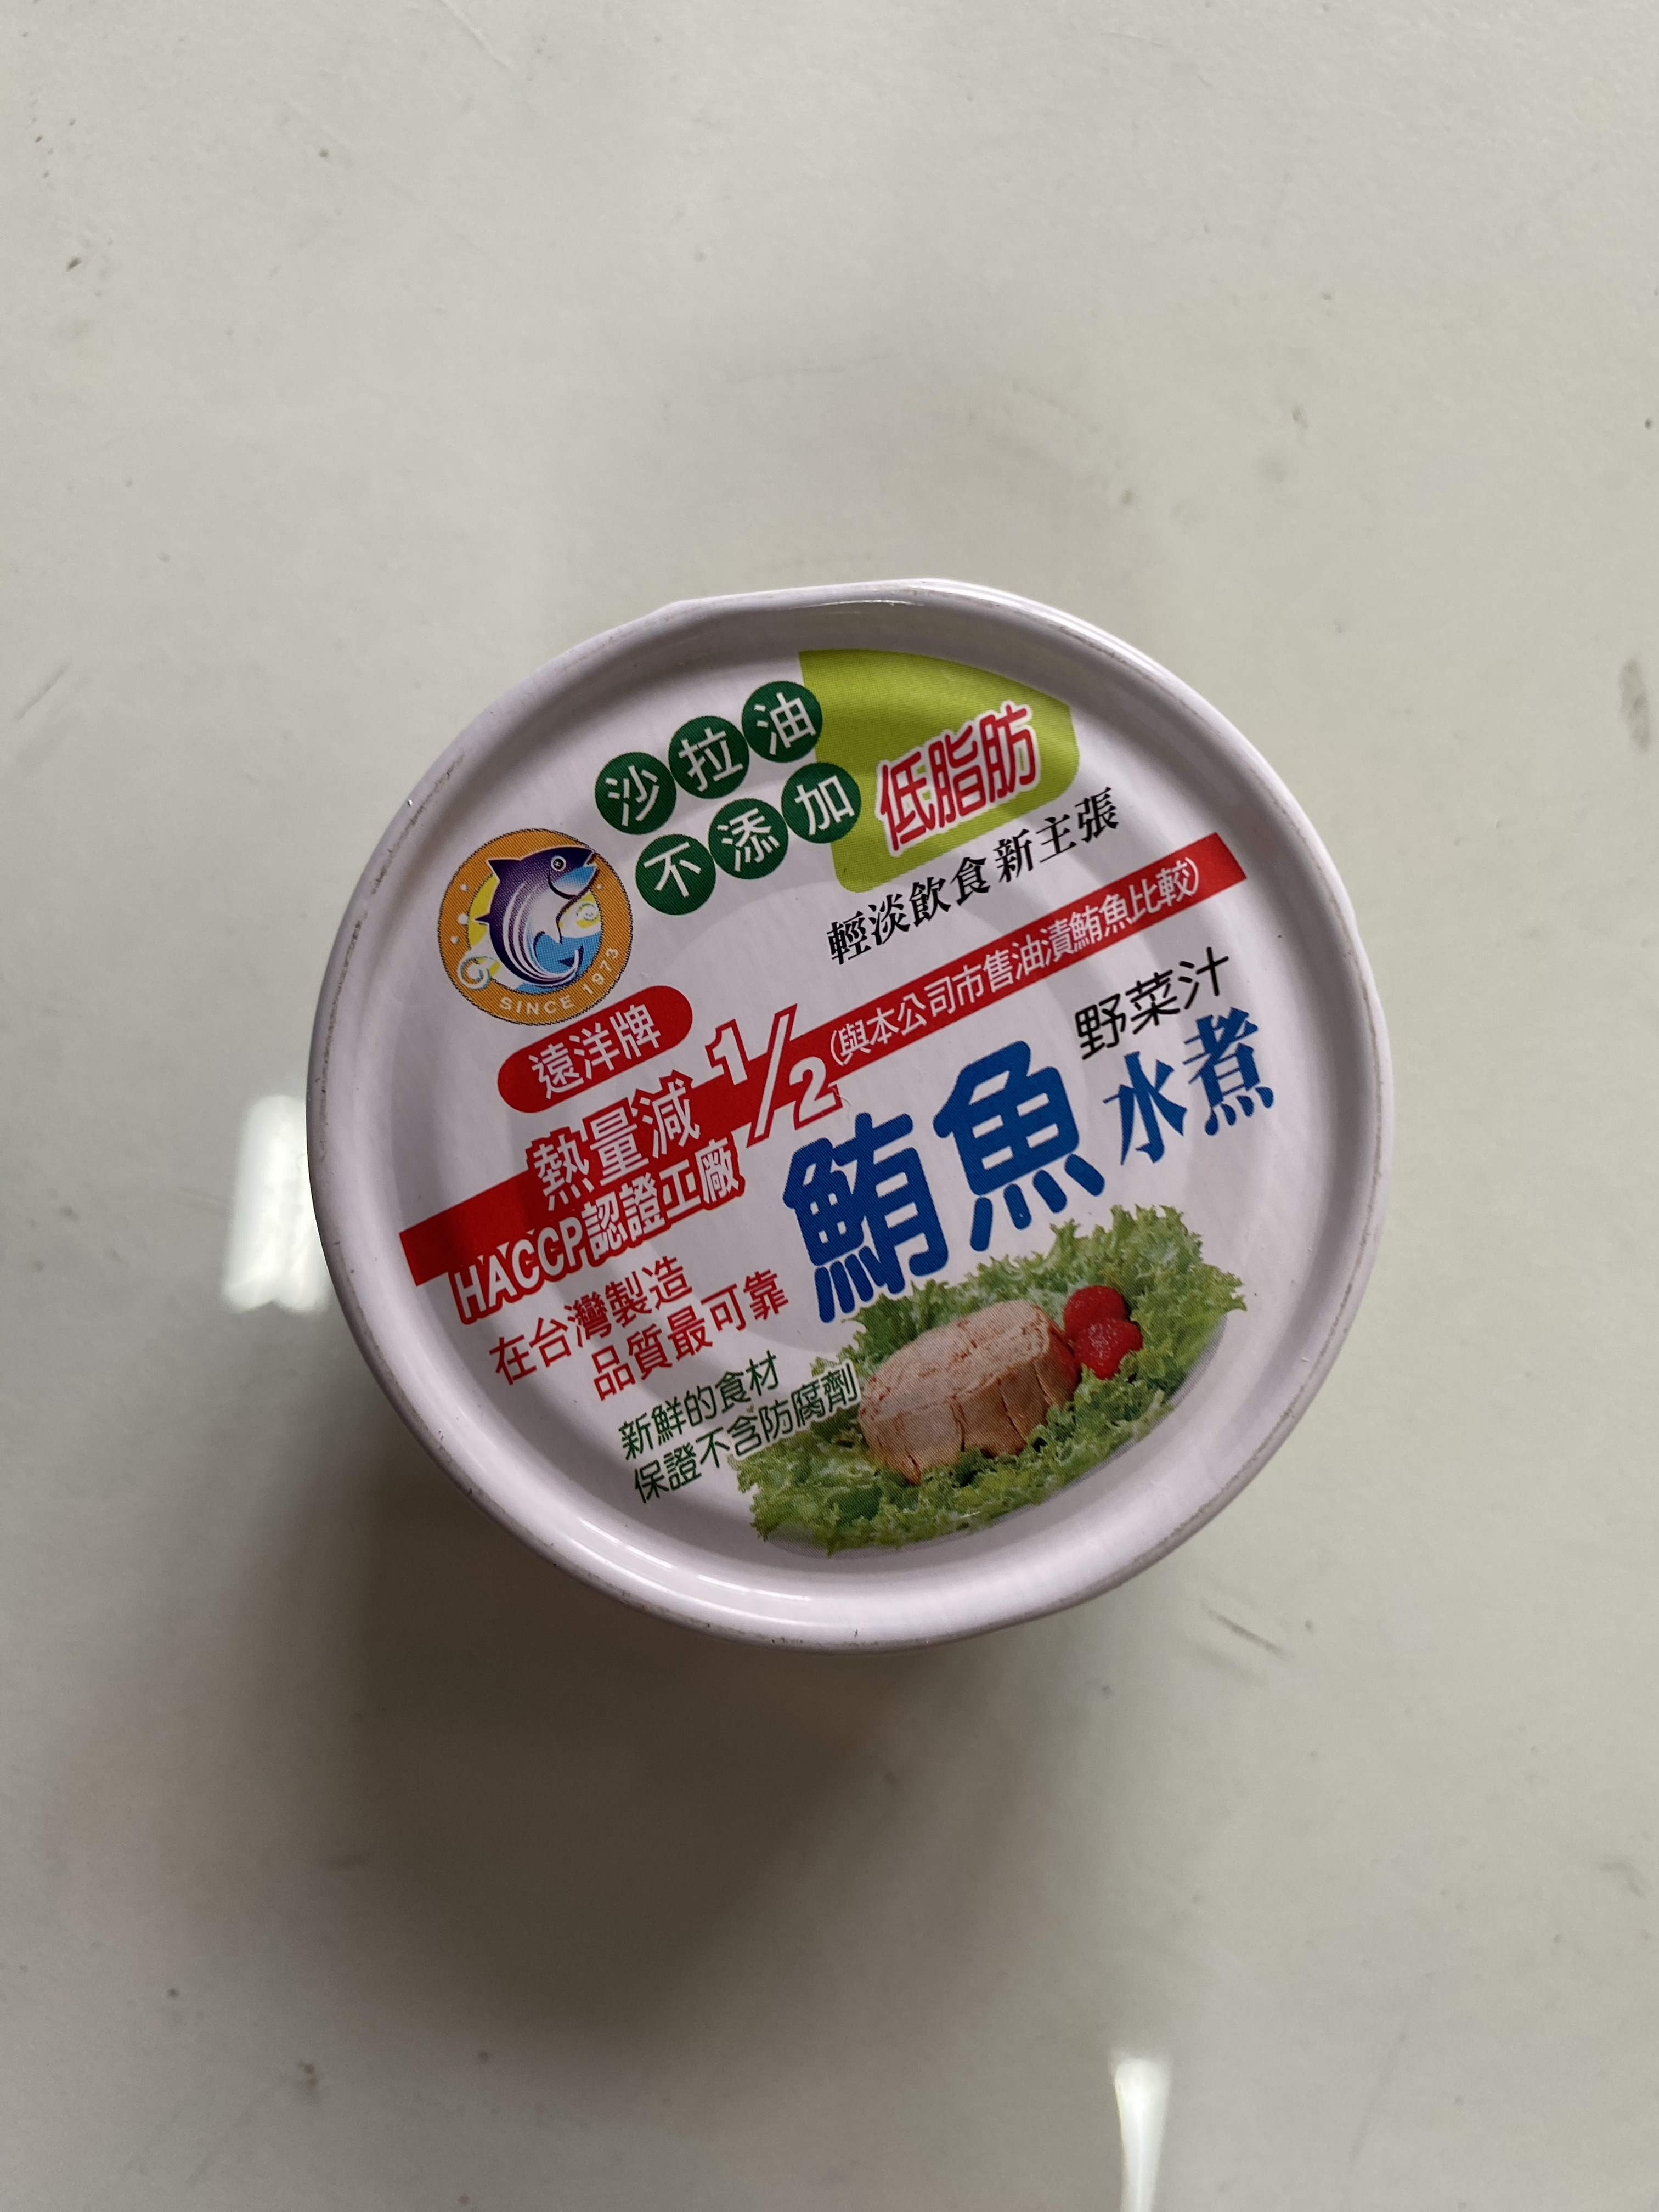 沙拉油
不添加
低脂肪
輕淡飲食新主張
SINCE 1973
遠洋牌
熱量減1/2(與本公司市售油漬鮪魚比較)
HACCP認證工廠
在台灣製造
品質最可靠
野菜汁
鮪魚水煮
新鮮的食材
保證不含防腐劑